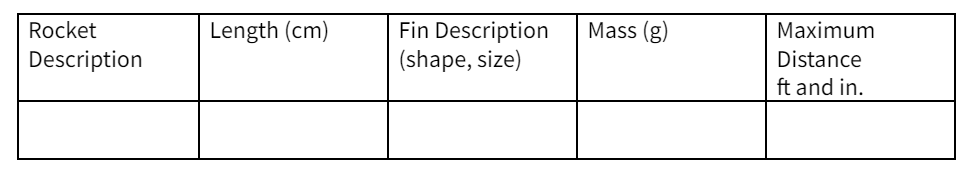 Rocket Description
Length (cm)
Fin Description (shape, size)
Mass (g)
Maximum Distance ft and in.